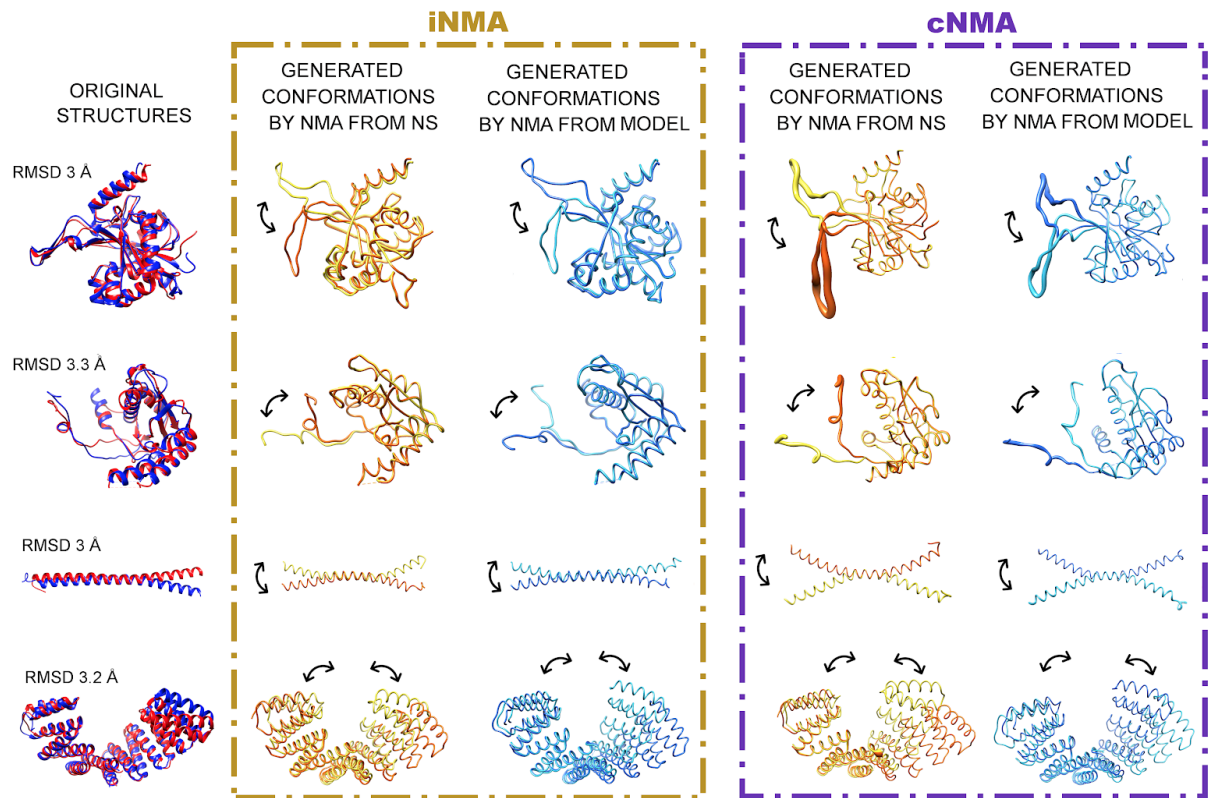 iNMA
cNMA
ORIGINAL
STRUCTURES
GENERATED
CONFORMATIONS
BY NMA FROM NS
GENERATED
CONFORMATIONS
BY NMA FROM MODEL
GENERATED
CONFORMATIONS
BY NMA FROM NS
GENERATED
CONFORMATIONS
BY NMA FROM MODEL
RMSD 3 Å
RMSD 3.3 Å
RMSD 3 Å
RMSD 3.2 Å